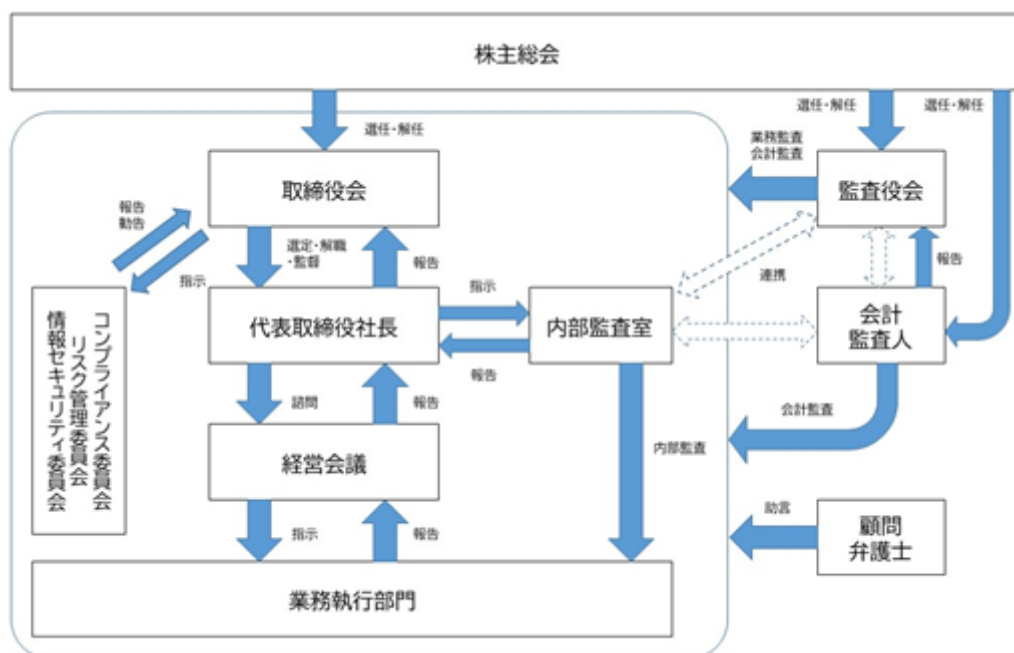 株主総会
選任・解任
選任・解任
選任・解任
業務監査
会計監査
取締役会
監査役会
報告
勧告
指示
選定・解職
・監督
報告
連携
報告
コンプライアンス委員会
リスク管理委員会
情報セキュリティ委員会
代表取締役社長
指示
報告
内部監査室
会計
監査人
諮問
報告
会計監査
経営会議
内部監査
指示
報告
助言
顧問
弁護士
業務執行部門